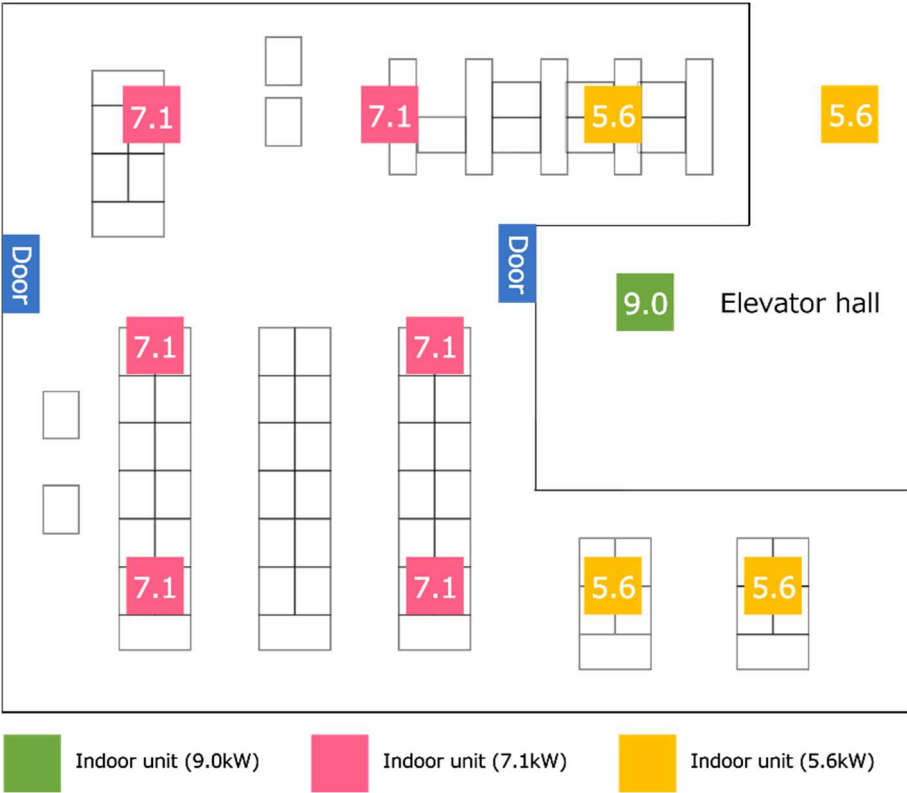 7.1
7.1
5.6
5.6
Door
Door
9.0
Elevator hall
7.1
7.1
7.1
7.1
5.6
5.6
Indoor unit (9.0kW)
Indoor unit (7.1kW)
Indoor unit (5.6kW)